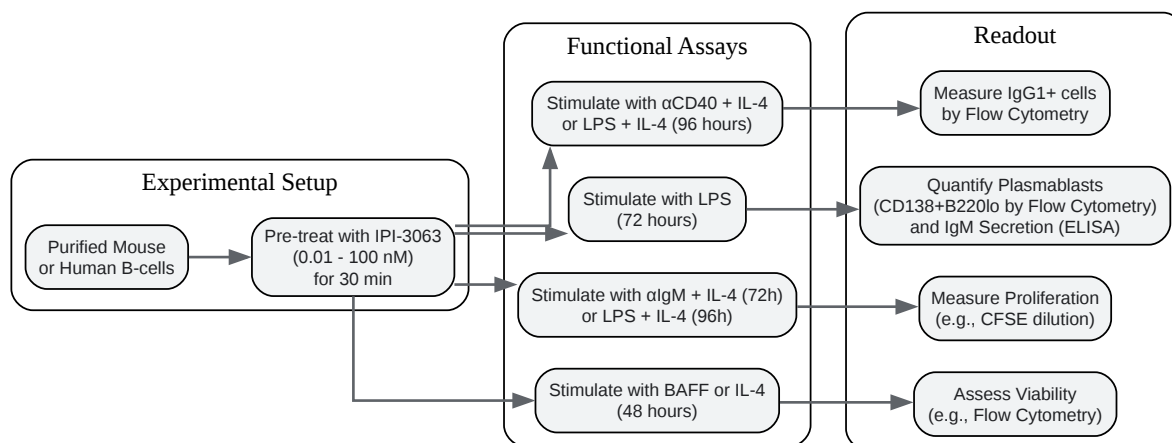 Experimental Setup
Purified Mouse
or Human B-cells
Pre-treat with IPI-3063
(0.01 - 100 nM)
for 30 min
Functional Assays
Stimulate with αCD40 + IL-4
or LPS + IL-4 (96 hours)
Stimulate with LPS
(72 hours)
Stimulate with αIgM + IL-4 (72h)
or LPS + IL-4 (96h)
Stimulate with BAFF or IL-4
(48 hours)
Readout
Measure IgG1+ cells
by Flow Cytometry
Quantify Plasmablasts
(CD138+B220lo by Flow Cytometry)
and IgM Secretion (ELISA)
Measure Proliferation
(e.g., CFSE dilution)
Assess Viability
(e.g., Flow Cytometry)